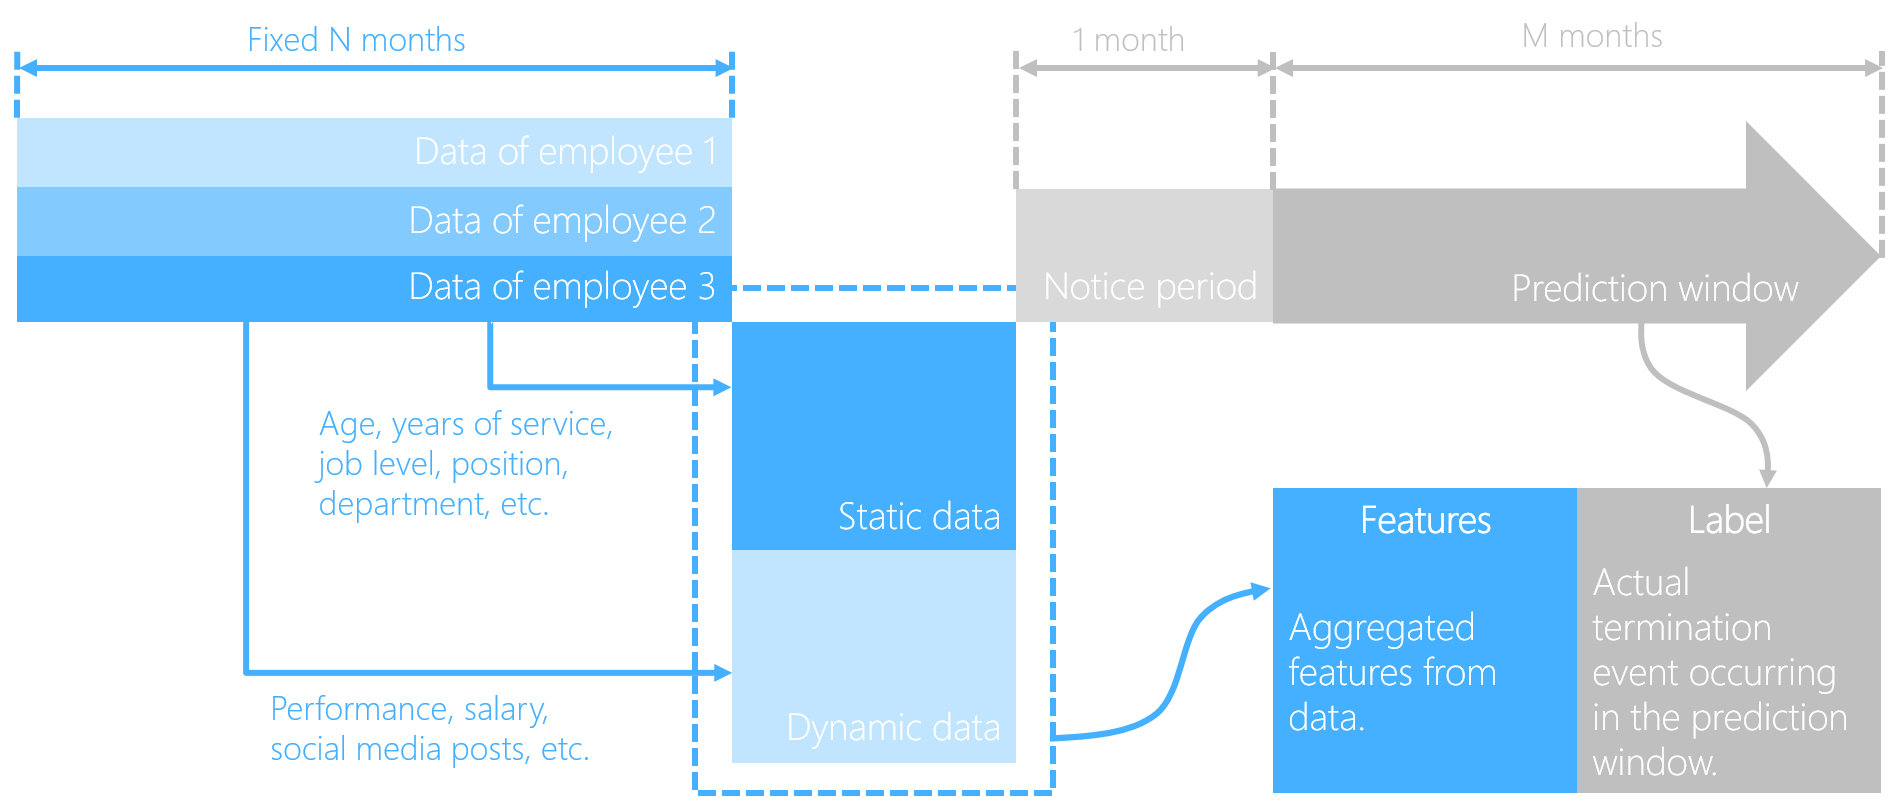 Fixed N months
1 month
M months
Data of employee 1
Data of employee 2
Data of employee 3
Notice period
Prediction window
Age, years of service,
job level, position,
department, etc.
Static data
Performance, salary,
social media posts, etc.
Dynamic data
Features
Aggregated
features from
data.
Label
Actual
termination
event occurring
in the prediction
window.